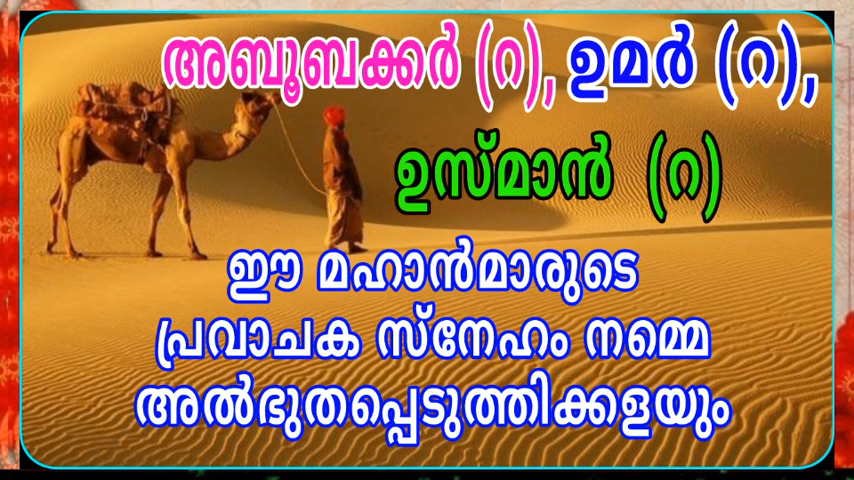 അബൂബക്കർ (റ), ഉമർ (റ),
ഉസ്മാൻ (റ)
ഈ മഹാൻമാരുടെ
പ്രവാചക സ്നേഹം നമ്മെ
അൽഭുതപ്പെടുത്തിക്കളയും